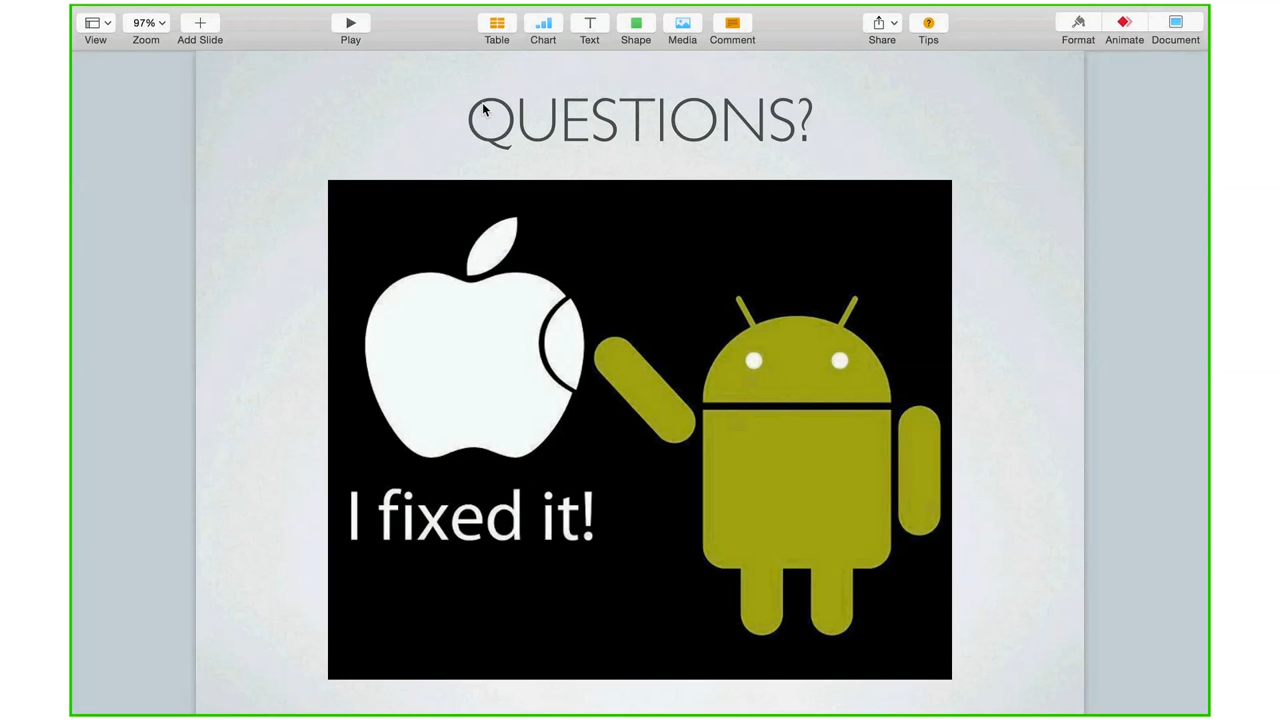 97%
View
Zoom
Add Slide
Play
Table
Chart
Text
Shape
Media
Comment
Share
Tips
Format
Animate
Document
QUESTIONS?
I fixed it!